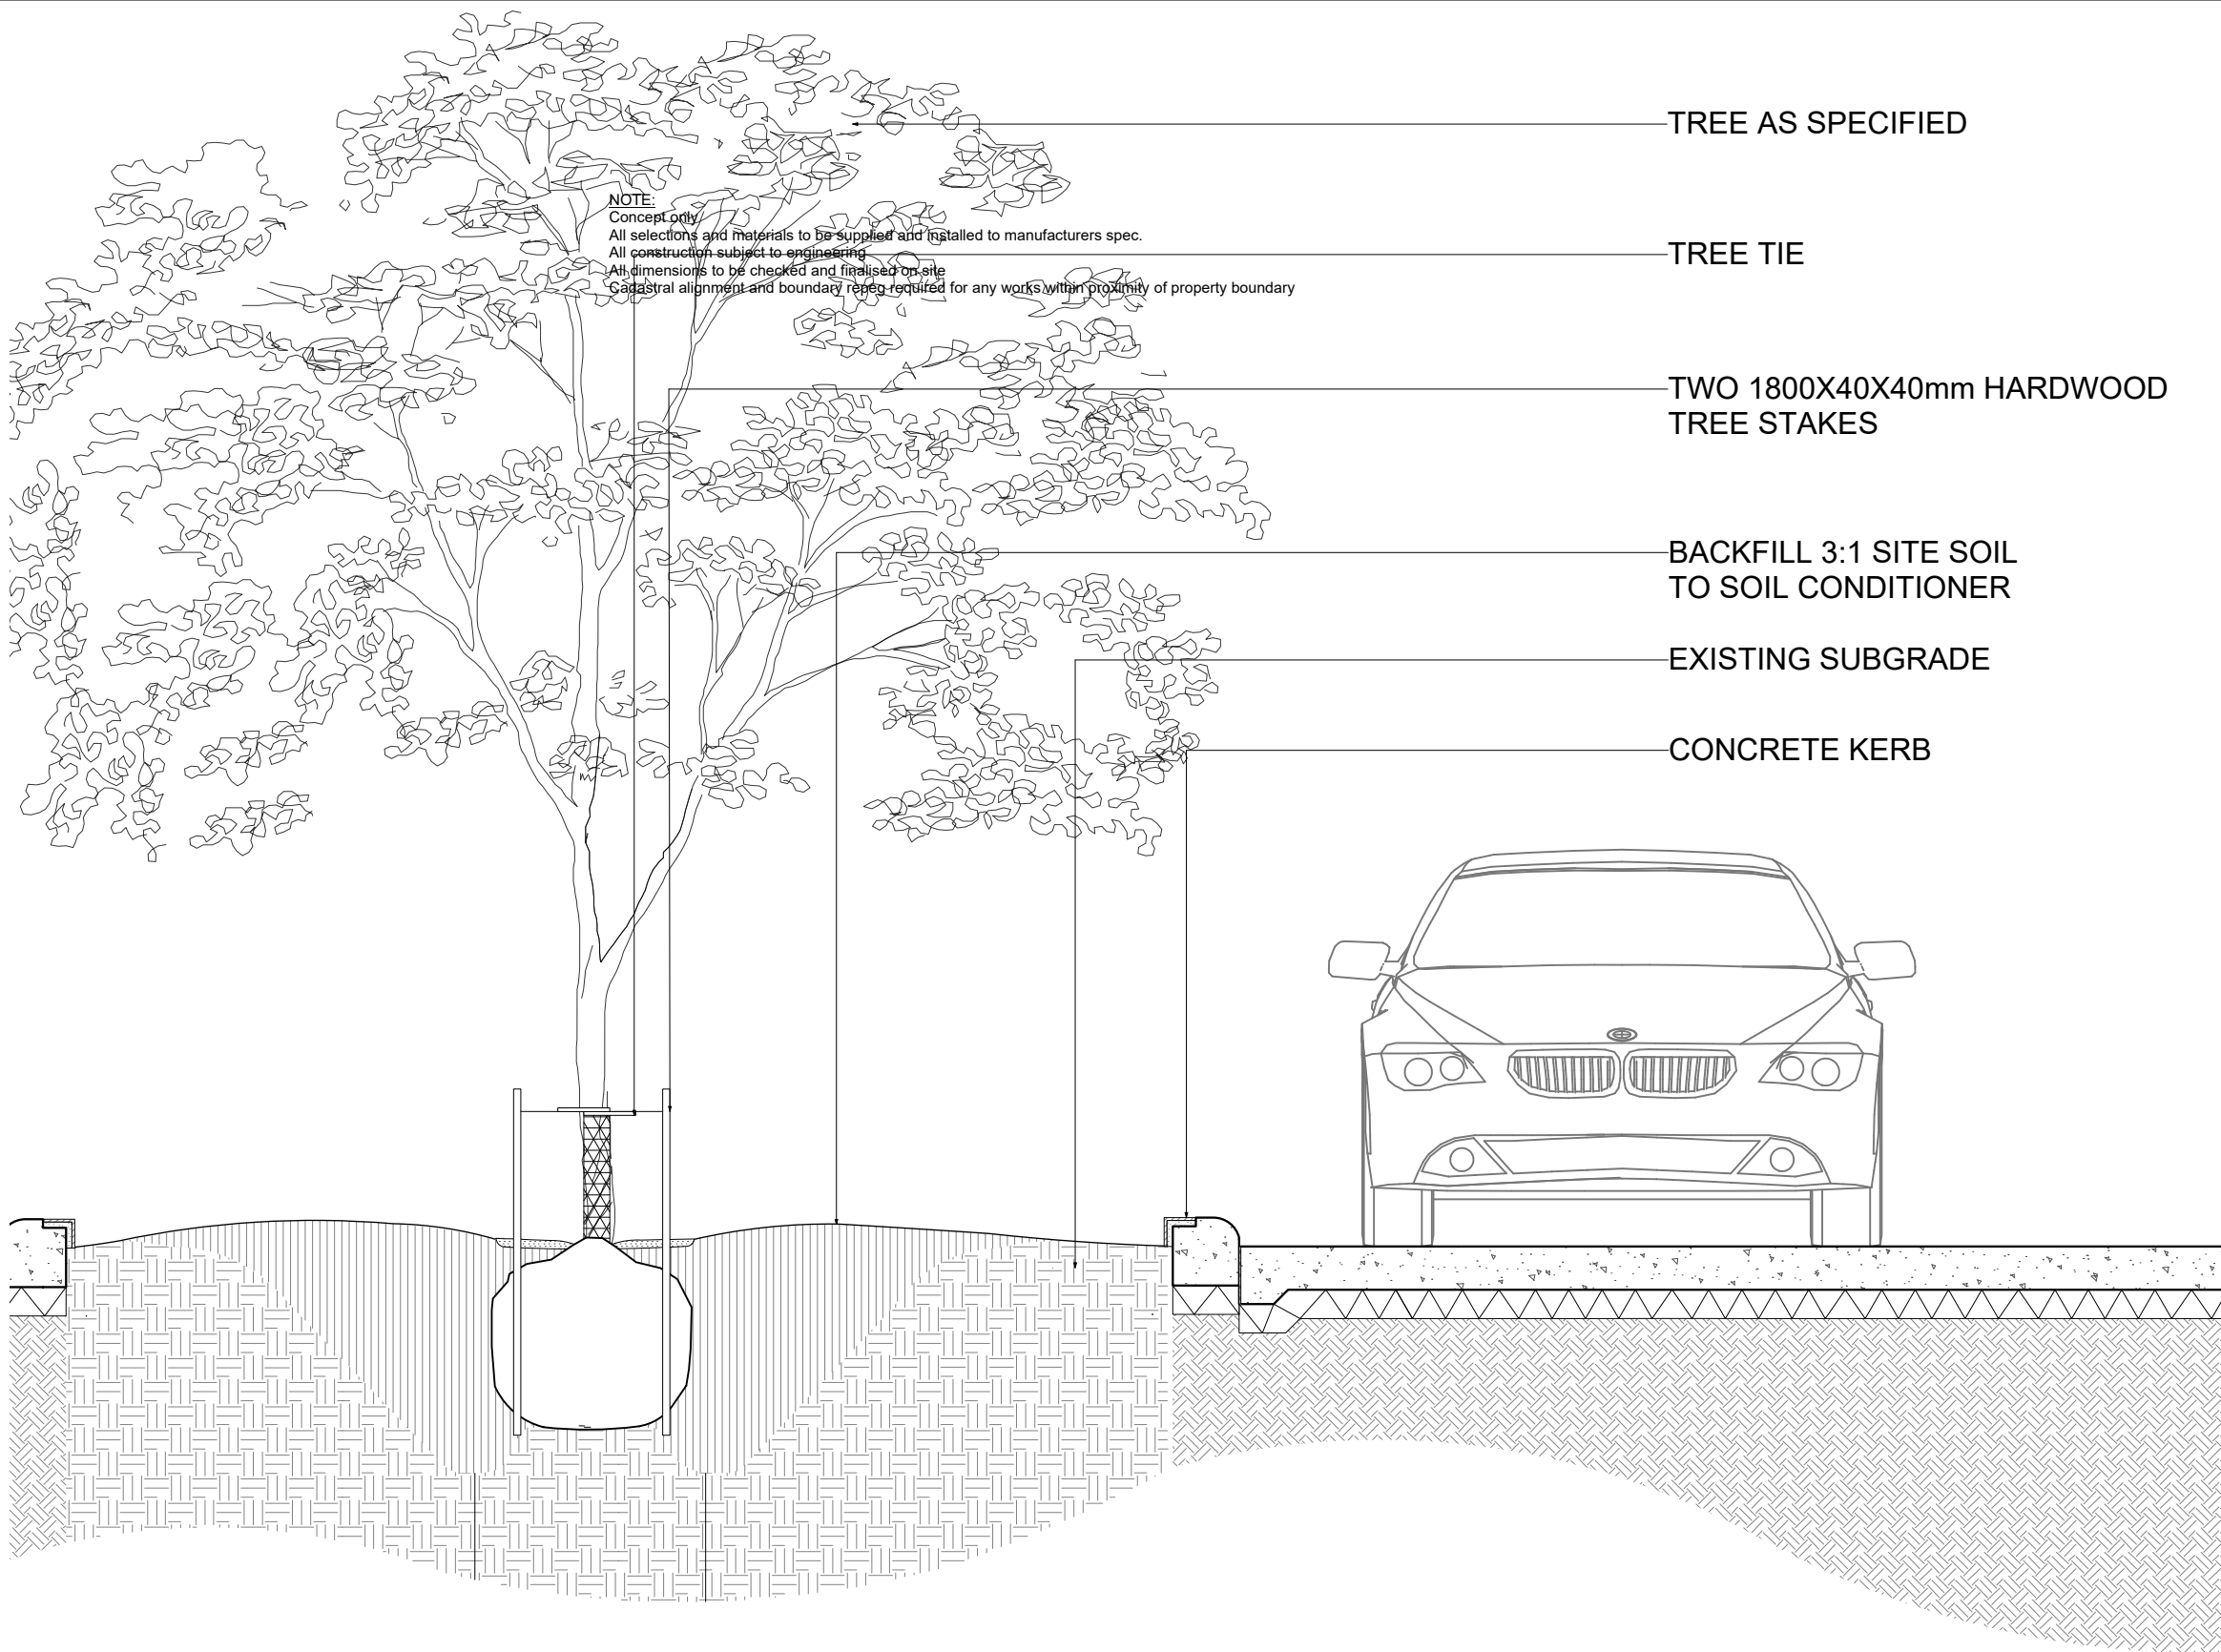 TREE AS SPECIFIED
NOTE:
Concept only
All selections and materials to be supplied and installed to manufacturers spec.
All construction subject to engineering
All dimensions to be checked and finalised on site
Cadastral alignment and boundary repeg required for any works within proximity of property boundary
TREE TIE
TWO 1800X40X40mm HARDWOOD
TREE STAKES
BACKFILL 3:1 SITE SOIL
TO SOIL CONDITIONER
EXISTING SUBGRADE
CONCRETE KERB